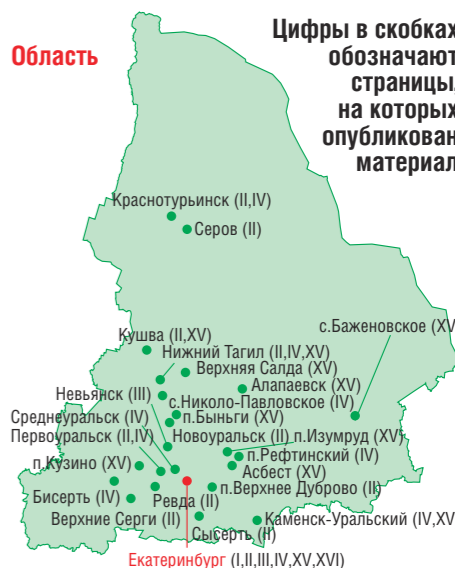 Область
Цифры в скобках
обозначают
страницы,
на которых
опубликован
материал
Краснотурьинск (II,IV)
Серов (II)
с.Баженовское (XV
Кушва (II,XV)
Нижний Тагил (II,IV,XV)
Верхняя Салда (XV)
Невьянск (III)
Алапаевск (XV)
с.Николо-Павловское (IV)
Среднеуральск (IV)
п.Быньги (XV)
Первоуральск (II,IV)
Новоуральск (II)
п.Изумруд (XV)
п.Кузино (XV)
п.Рефтинский (IV)
Асбест (XV)
Бисерть (IV)
Ревда (II)
п.Верхнее Дуброво (II)
Верхние Серги (II)
Каменск-Уральский (IV,XV
Сысерть (II)
Екатеринбург (I,II,III,IV,XV,XVI)